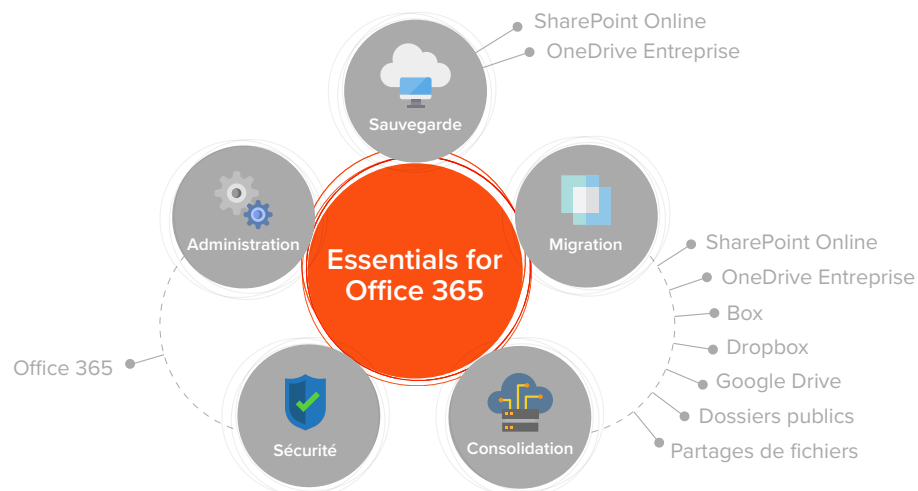 SharePoint Online
OneDrive Entreprise
Sauvegarde
Administration
Migration
Essentials for
Office 365
SharePoint Online
OneDrive Entreprise
Box
Dropbox
Google Drive
Dossiers publics
Partages de fichiers
Office 365
Sécurité
Consolidation